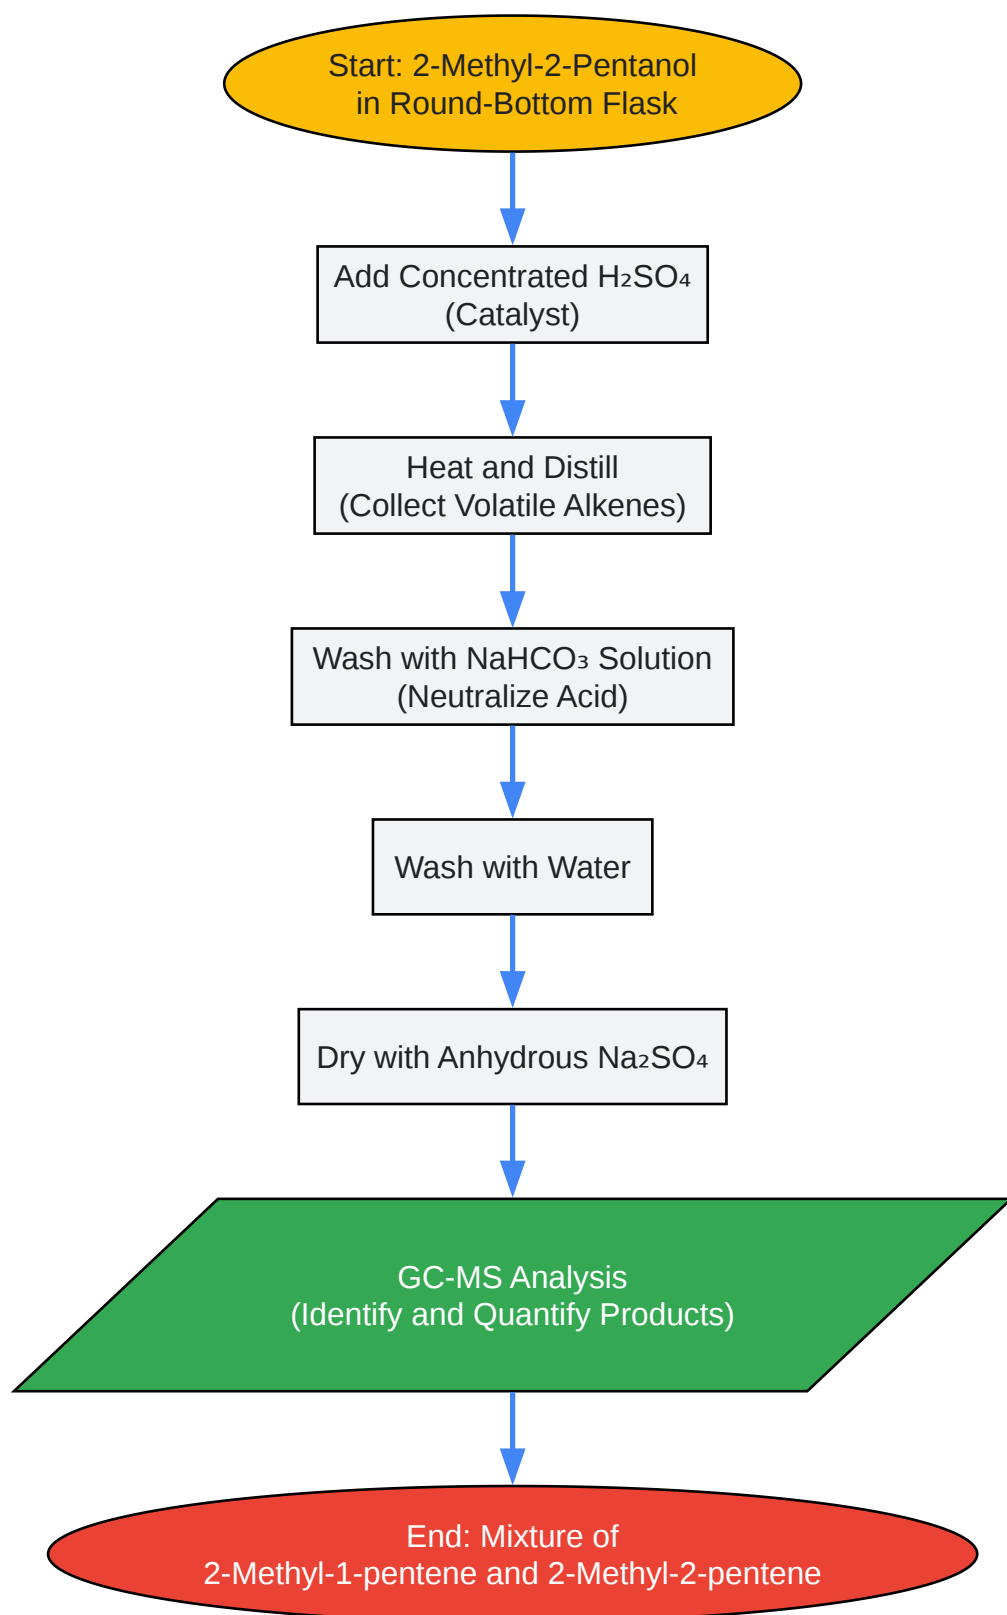 Start: 2-Methyl-2-Pentanol
in Round-Bottom Flask
Add Concentrated H₂SO₄
(Catalyst)
Heat and Distill
(Collect Volatile Alkenes)
Wash with NaHCO₃ Solution
(Neutralize Acid)
Wash with Water
Dry with Anhydrous Na₂SO₄
GC-MS Analysis
(Identify and Quantify Products)
End: Mixture of
2-Methyl-1-pentene and 2-Methyl-2-pentene